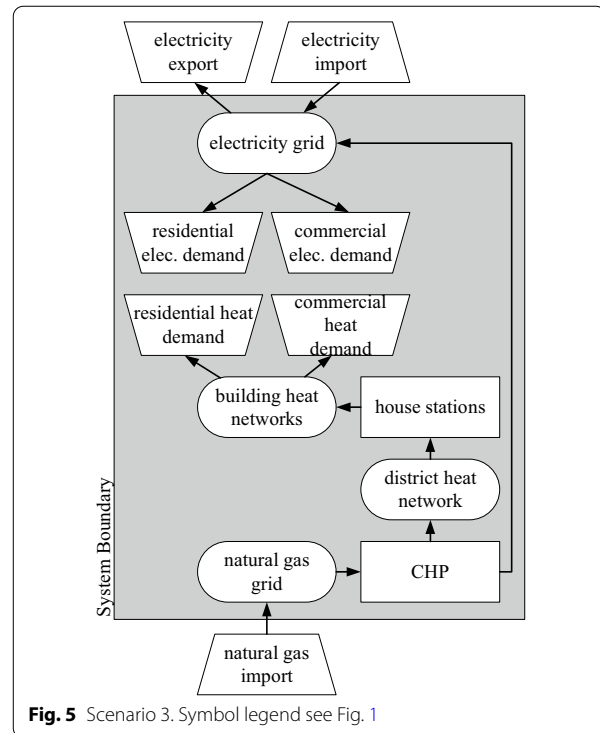 electricity
export
electricity
import
electricity grid
residential
elec. demand
commercial
elec. demand
residential heat
demand
commercial
heat
demand
building heat
networks
house stations
district heat
network
natural gas
grid
CHP
System Boundary
natural gas
import
Fig. 5 Scenario 3. Symbol legend see Fig. 1